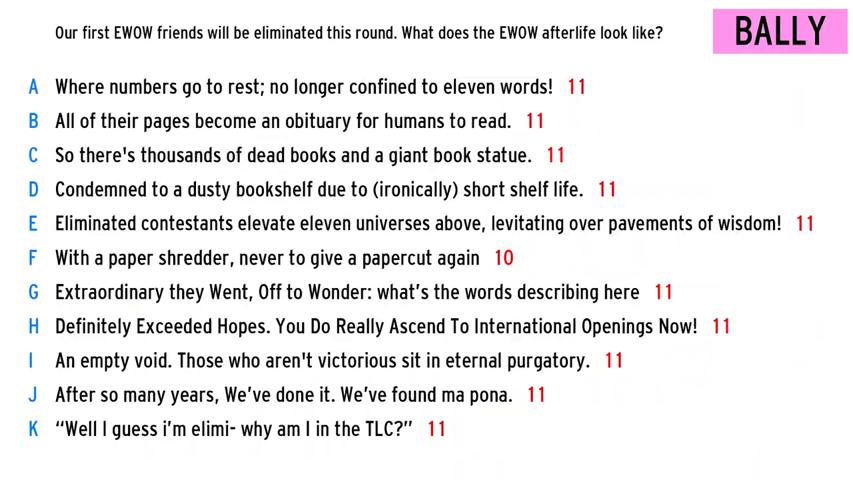 Our first EWOW friends will be eliminated this round. What does the EWOW afterlife look like?
BALLY
A Where numbers go to rest; no longer confined to eleven words! 11
B All of their pages become an obituary for humans to read. 11
C So there's thousands of dead books and a giant book statue. 11
D Condemned to a dusty bookshelf due to (ironically) short shelf life. 11
E Eliminated contestants elevate eleven universes above, levitating over pavements of wisdom! 11
F With a paper shredder, never to give a papercut again 10
G Extraordinary they Went, Off to Wonder: what's the words describing here 11
H Definitely Exceeded Hopes. You Do Really Ascend To International Openings Now! 11
I An empty void. Those who aren't victorious sit in eternal purgatory. 11
J After so many years, We've done it. We've found ma pona. 11
K “Well I guess i'm elimi- why am I in the TLC?” 11